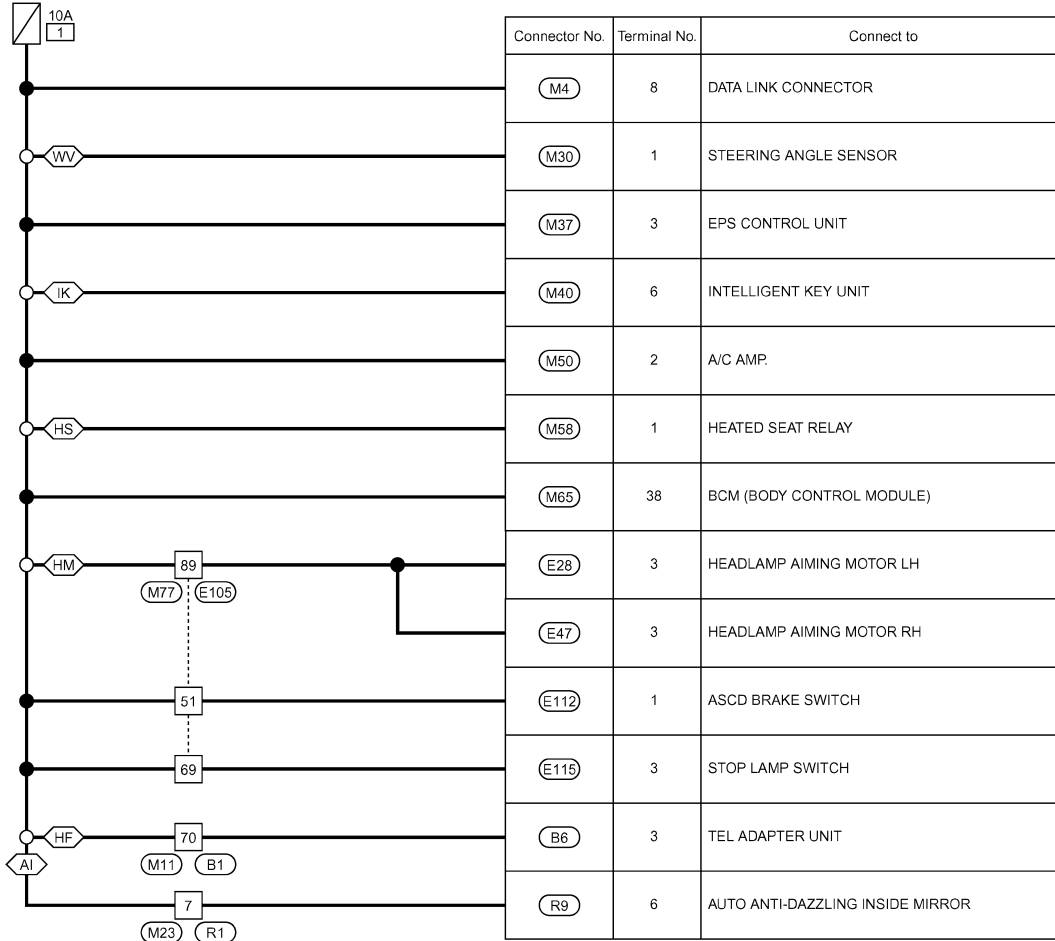 10A
1
Connector No. Terminal No. Connect to
M4 8 DATA LINK CONNECTOR
WV M30 1 STEERING ANGLE SENSOR
M37 3 EPS CONTROL UNIT
IK M40 6 INTELLIGENT KEY UNIT
M50 2 A/C AMP.
HS M58 1 HEATED SEAT RELAY
M65 38 BCM (BODY CONTROL MODULE)
HM 89 E28 3 HEADLAMP AIMING MOTOR LH
M77 E105
E47 3 HEADLAMP AIMING MOTOR RH
51 E112 1 ASCD BRAKE SWITCH
69 E115 3 STOP LAMP SWITCH
HF 70 B6 3 TEL ADAPTER UNIT
AI M11 B1
7 R9 6 AUTO ANTI-DAZZLING INSIDE MIRROR
M23 R1